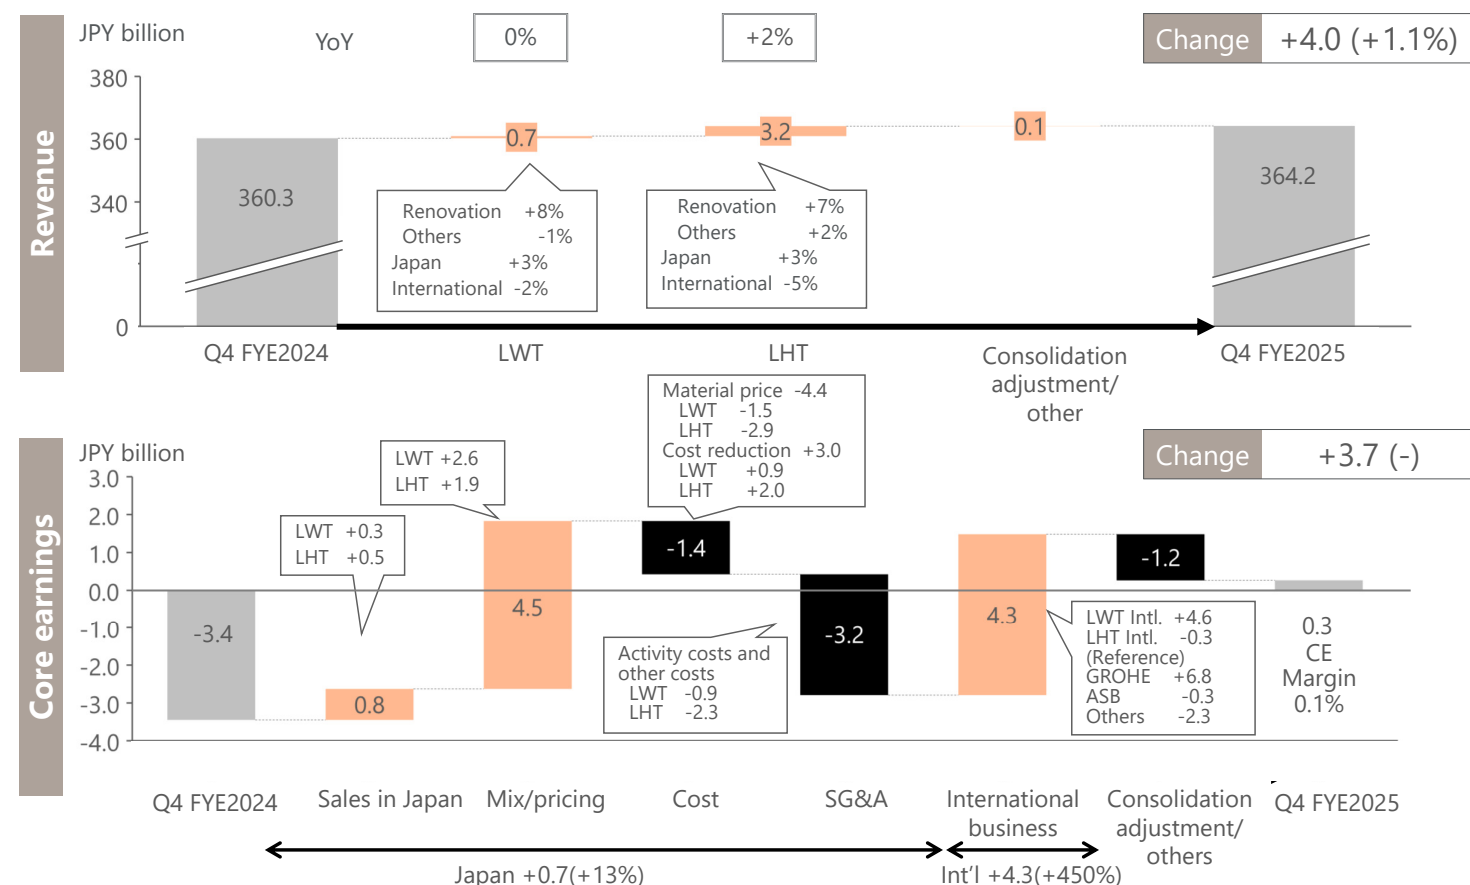 Revenue
JPY billion
YoY
0%
+2%
Change +4.0 (+1.1%)
380
360
340
0
360.3
0.7
3.2
0.1
364.2
Renovation +8%
Others -1%
Japan +3%
International -2%
Renovation +7%
Others +2%
Japan +3%
International -5%
Q4 FYE2024
LWT
LHT
Consolidation
adjustment/
other
Q4 FYE2025
Core earnings
JPY billion
Change +3.7 (-)
3.0
2.0
1.0
0.0
-1.0
-2.0
-3.0
-4.0
LWT +0.3
LHT +0.5
LWT +2.6
LHT +1.9
Material price -4.4
LWT -1.5
LHT -2.9
Cost reduction +3.0
LWT +0.9
LHT +2.0
Activity costs and
other costs
LWT -0.9
LHT -2.3
LWT Intl. +4.6
LHT Intl. -0.3
(Reference)
GROHE +6.8
ASB -0.3
Others -2.3
-3.4
0.8
4.5
-1.4
-3.2
4.3
-1.2
0.3
CE
Margin
0.1%
Q4 FYE2024
Sales in Japan
Mix/pricing
Cost
SG&A
International
business
Consolidation
adjustment/
others
Q4 FYE2025
Japan +0.7(+13%)
Int'l +4.3(+450%)